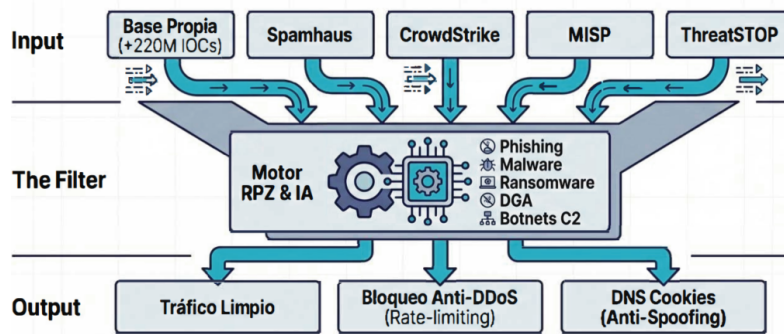 Input
Base Propia
(+220M IOCs)
Spamhaus
CrowdStrike
MISP
ThreatSTOP
The Filter
Motor
RPZ & IA
Phishing
Malware
Ransomware
DGA
Botnets C2
Output
Tráfico Limpio
Bloqueo Anti-DDoS
(Rate-limiting)
DNS Cookies
(Anti-Spoofing)